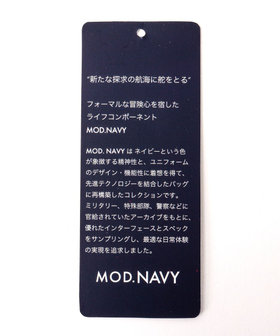 “新たな探求の航海に舵をとる”
フォーマルな冒険心を宿した
ライフコンポーネント
MOD.NAVY
MOD. NAVY はネイビーという色
が象徴する精神性と、ユニフォーム
のデザイン・機能性に着想を得て、
先進テクノロジーを結合したバッグ
に再構築したコレクションです。
ミリタリー、特殊部隊、警察などに
官給されていたアーカイブをもとに、
優れたインターフェースとスペック
をサンプリングし、最適な日常体験
の実現を追求しました。
MOD.NAVY